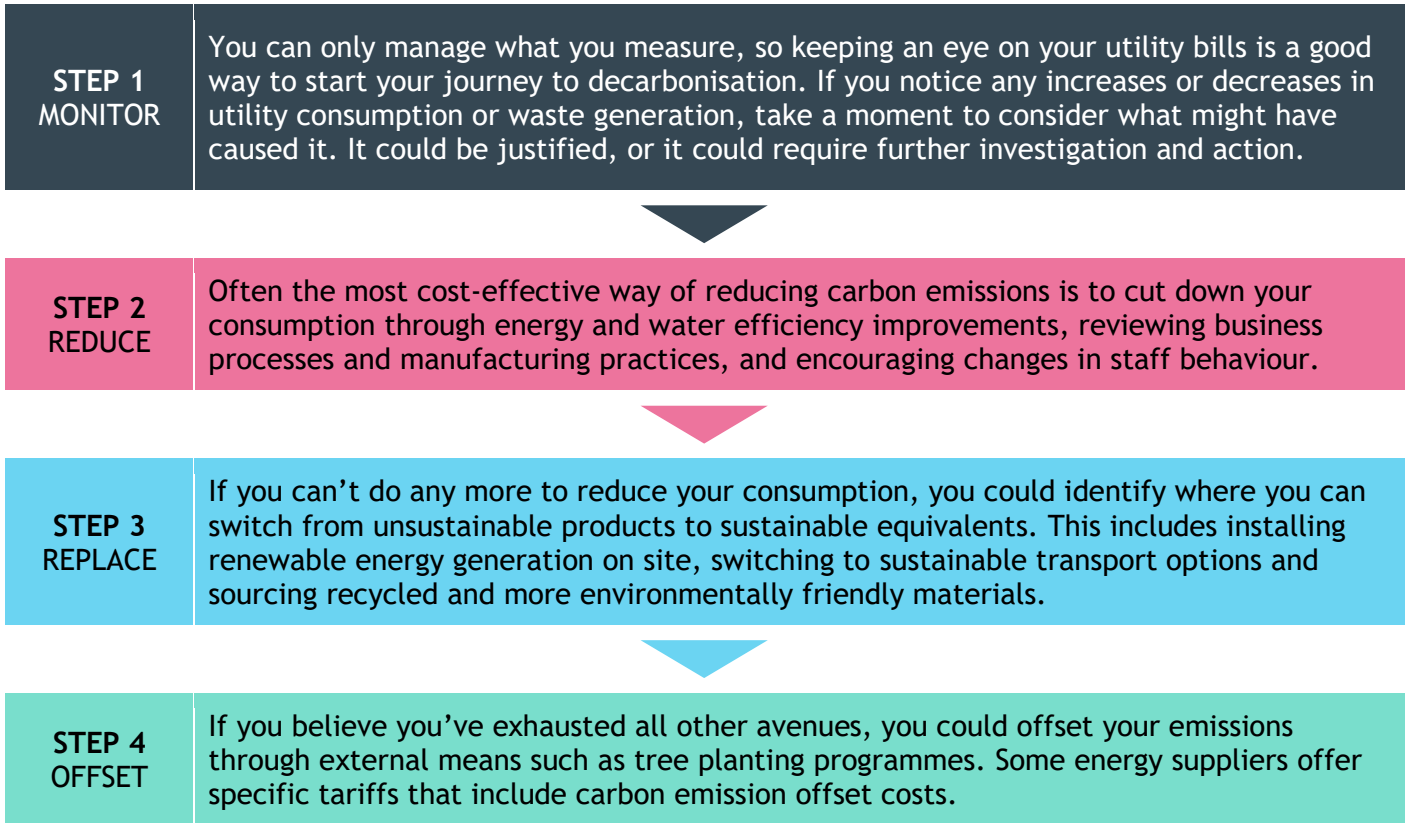 STEP 1
MONITOR
You can only manage what you measure, so keeping an eye on your utility bills is a good
way to start your journey to decarbonisation. If you notice any increases or decreases in
utility consumption or waste generation, take a moment to consider what might have
caused it. It could be justified, or it could require further investigation and action.
STEP 2
REDUCE
Often the most cost-effective way of reducing carbon emissions is to cut down your
consumption through energy and water efficiency improvements, reviewing business
processes and manufacturing practices, and encouraging changes in staff behaviour.
STEP 3
REPLACE
If you can’t do any more to reduce your consumption, you could identify where you can
switch from unsustainable products to sustainable equivalents. This includes installing
renewable energy generation on site, switching to sustainable transport options and
sourcing recycled and more environmentally friendly materials.
STEP 4
OFFSET
If you believe you’ve exhausted all other avenues, you could offset your emissions
through external means such as tree planting programmes. Some energy suppliers offer
specific tariffs that include carbon emission offset costs.